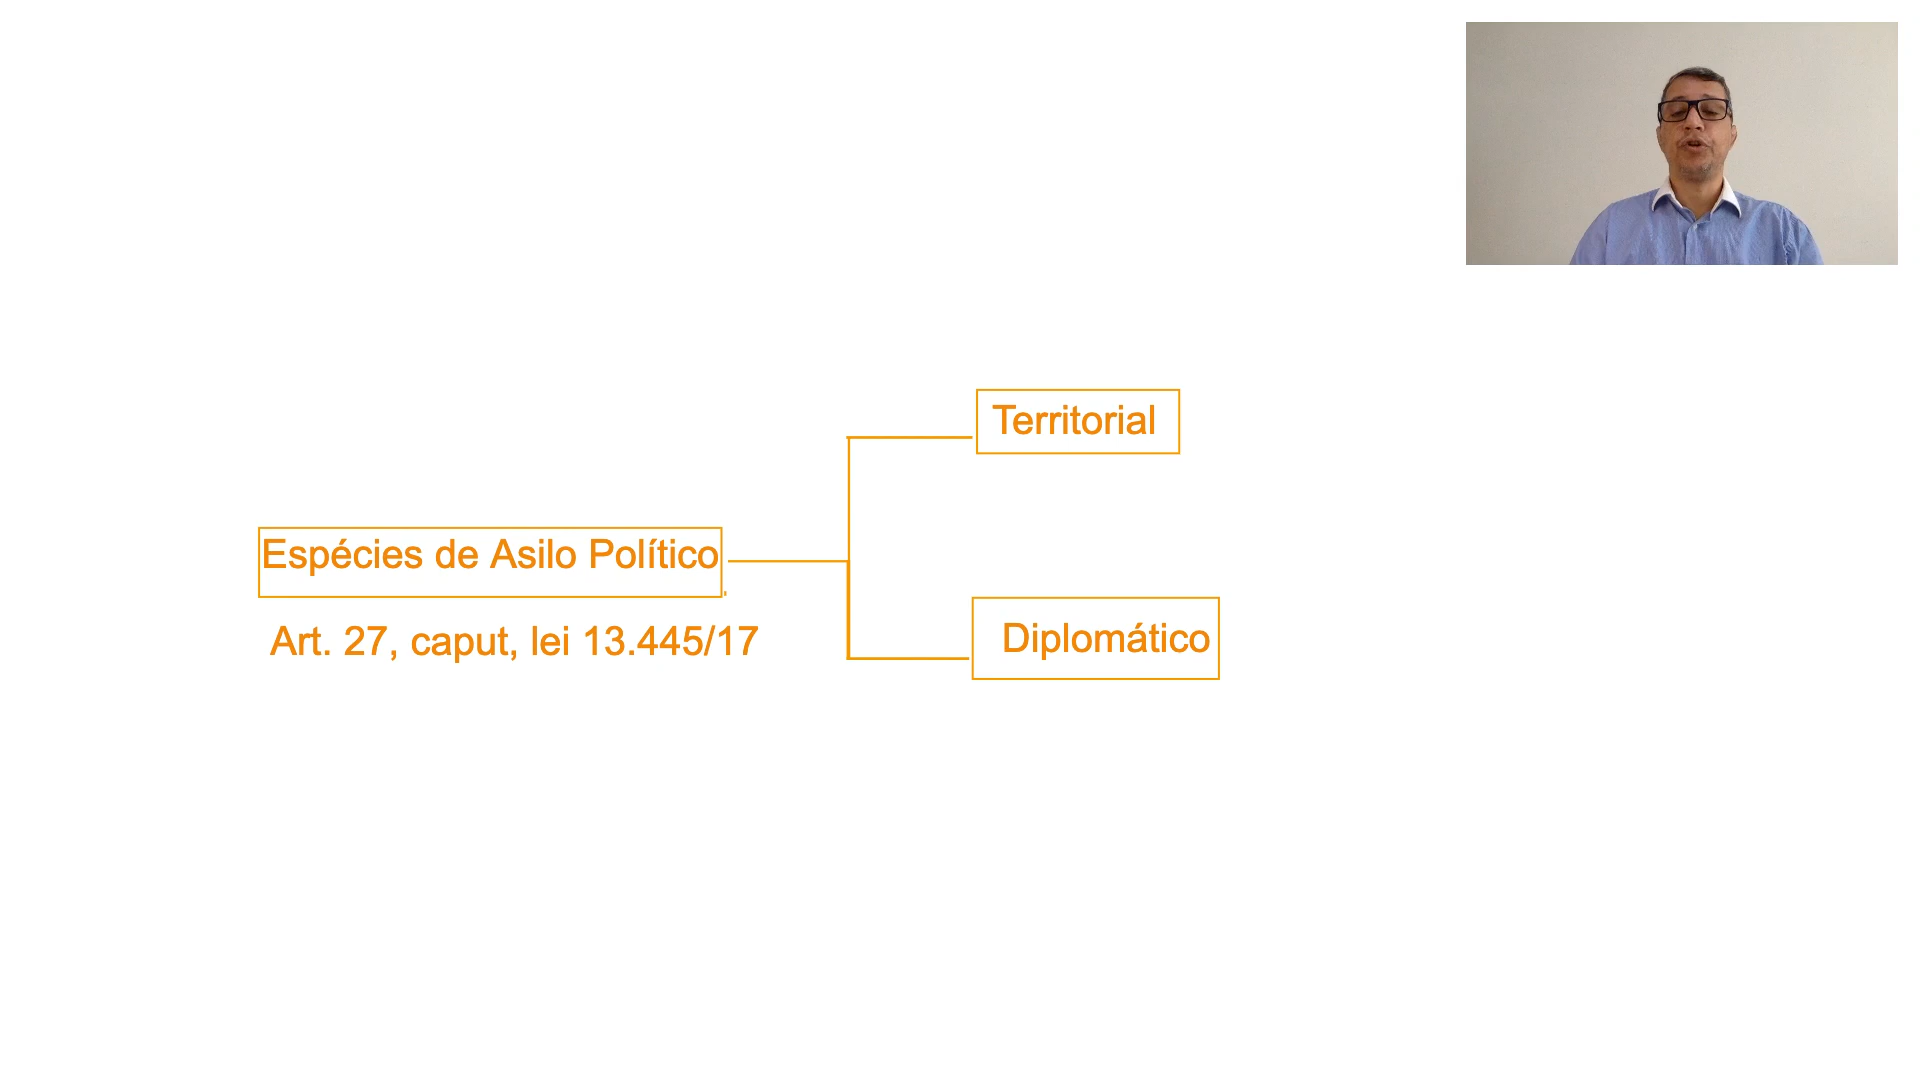 Territorial
Espécies de Asilo Político
Art. 27, caput, lei 13.445/17
Diplomático